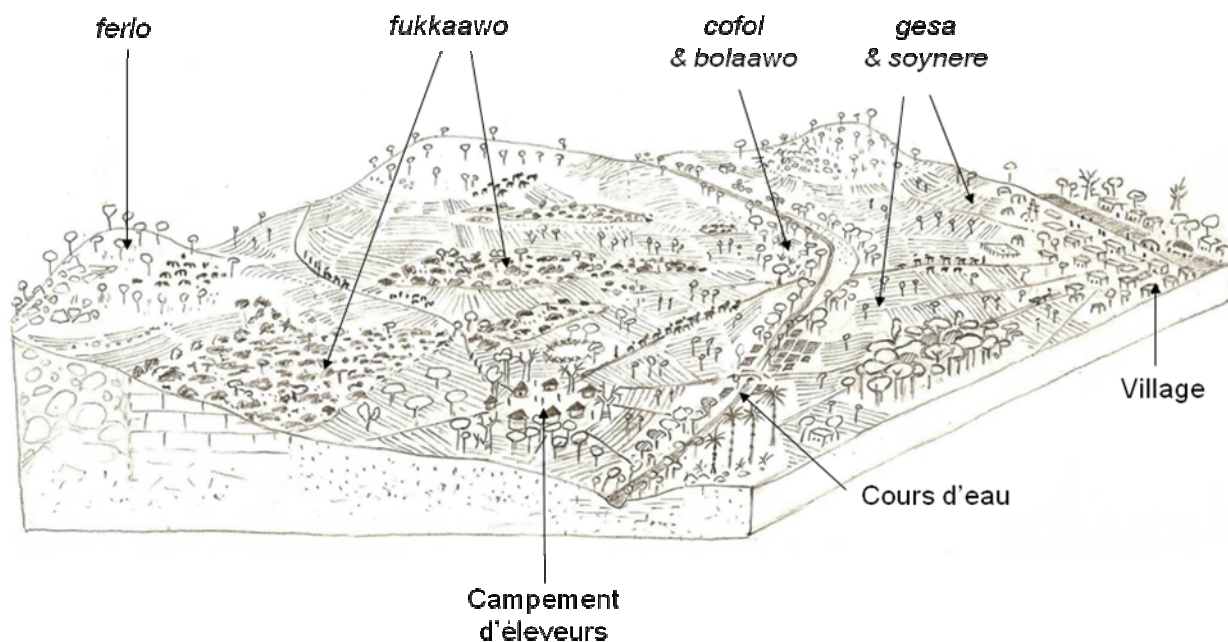 ferlo
fukkaawo
cofol
& bolaawo
gesa
& soynere
Village
Cours d'eau
Campement
d'éleveurs